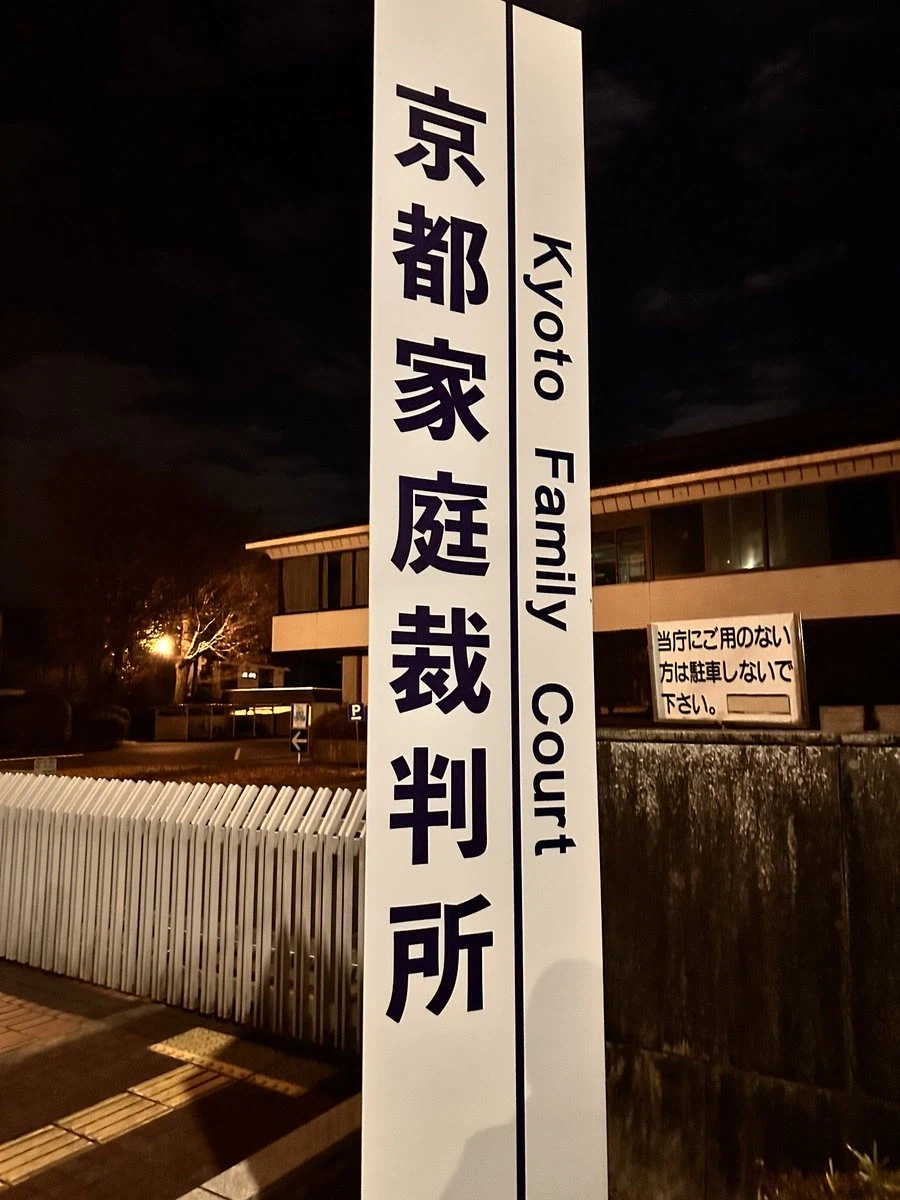 京都家庭裁判所
Kyoto Family Court
当庁にご用のない
方は駐車しないで
下さい。
P